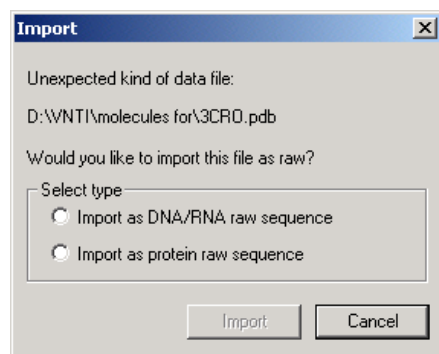 Import
Unexpected kind of data file:
D:\VNTI\molecules for\3CRO.pdb
Would you like to import this file as raw?
Select type
Import as DNA/RNA raw sequence
Import as protein raw sequence
Import Cancel